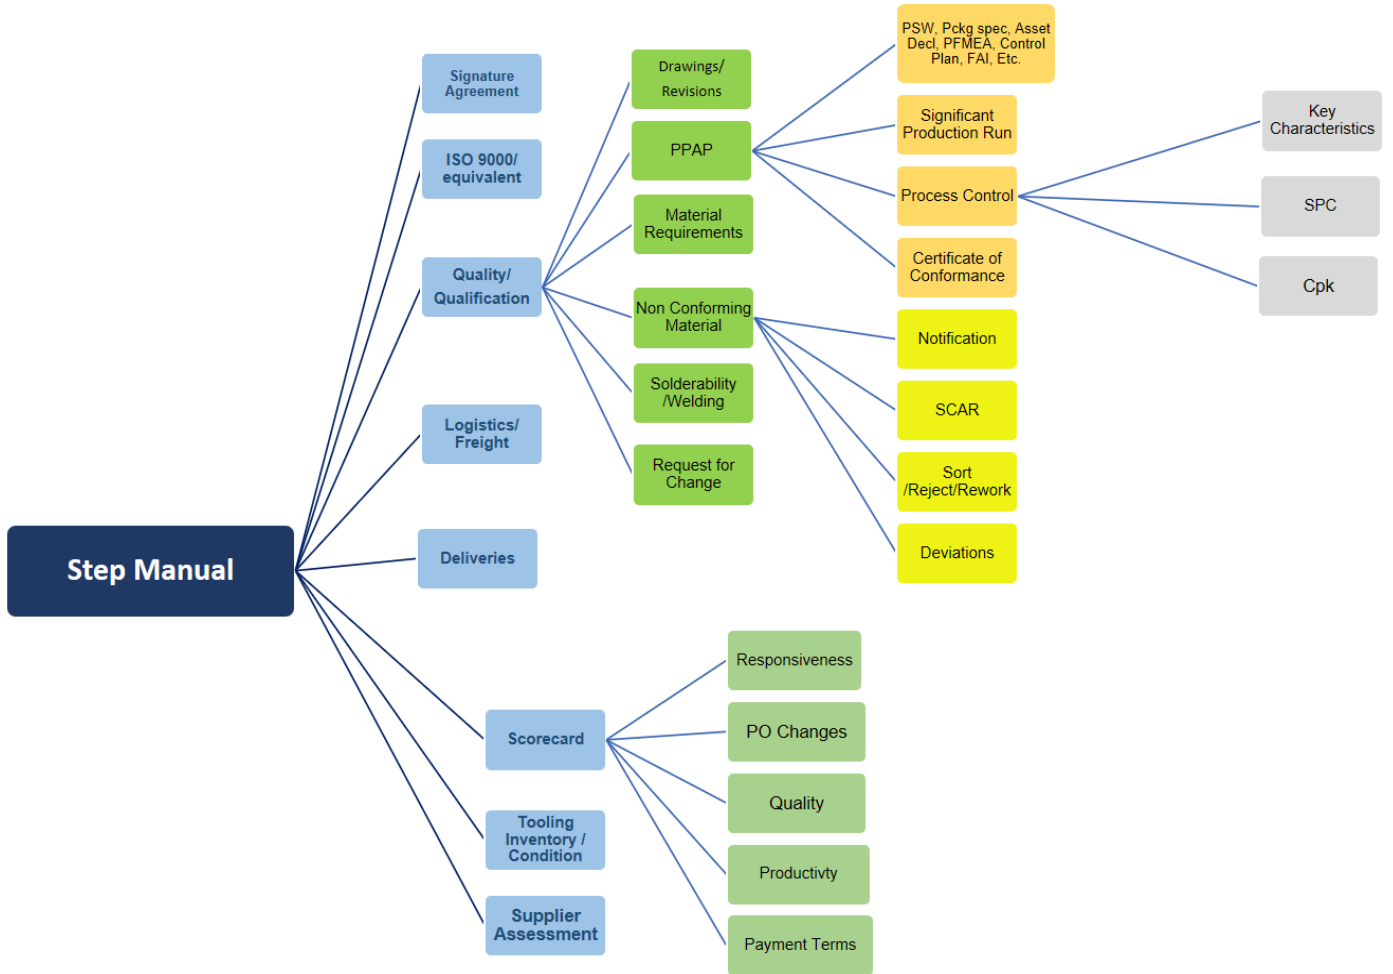 Step Manual
Signature
Agreement
ISO 9000/
equivalent
Quality/
Qualification
Logistics/
Freight
Deliveries
Scorecard
Tooling
Inventory /
Condition
Supplier
Assessment
Drawings/
Revisions
PPAP
Material
Requirements
Non Conforming
Material
Solderability
/Welding
Request for
Change
PSW, Pckg spec, Asset
Decl, PFMEA, Control
Plan, FAI, Etc.
Significant
Production Run
Process Control
Certificate of
Conformance
Notification
SCAR
Sort
/Reject/Rework
Deviations
Key
Characteristics
SPC
Cpk
Responsiveness
PO Changes
Quality
Productivty
Payment Terms